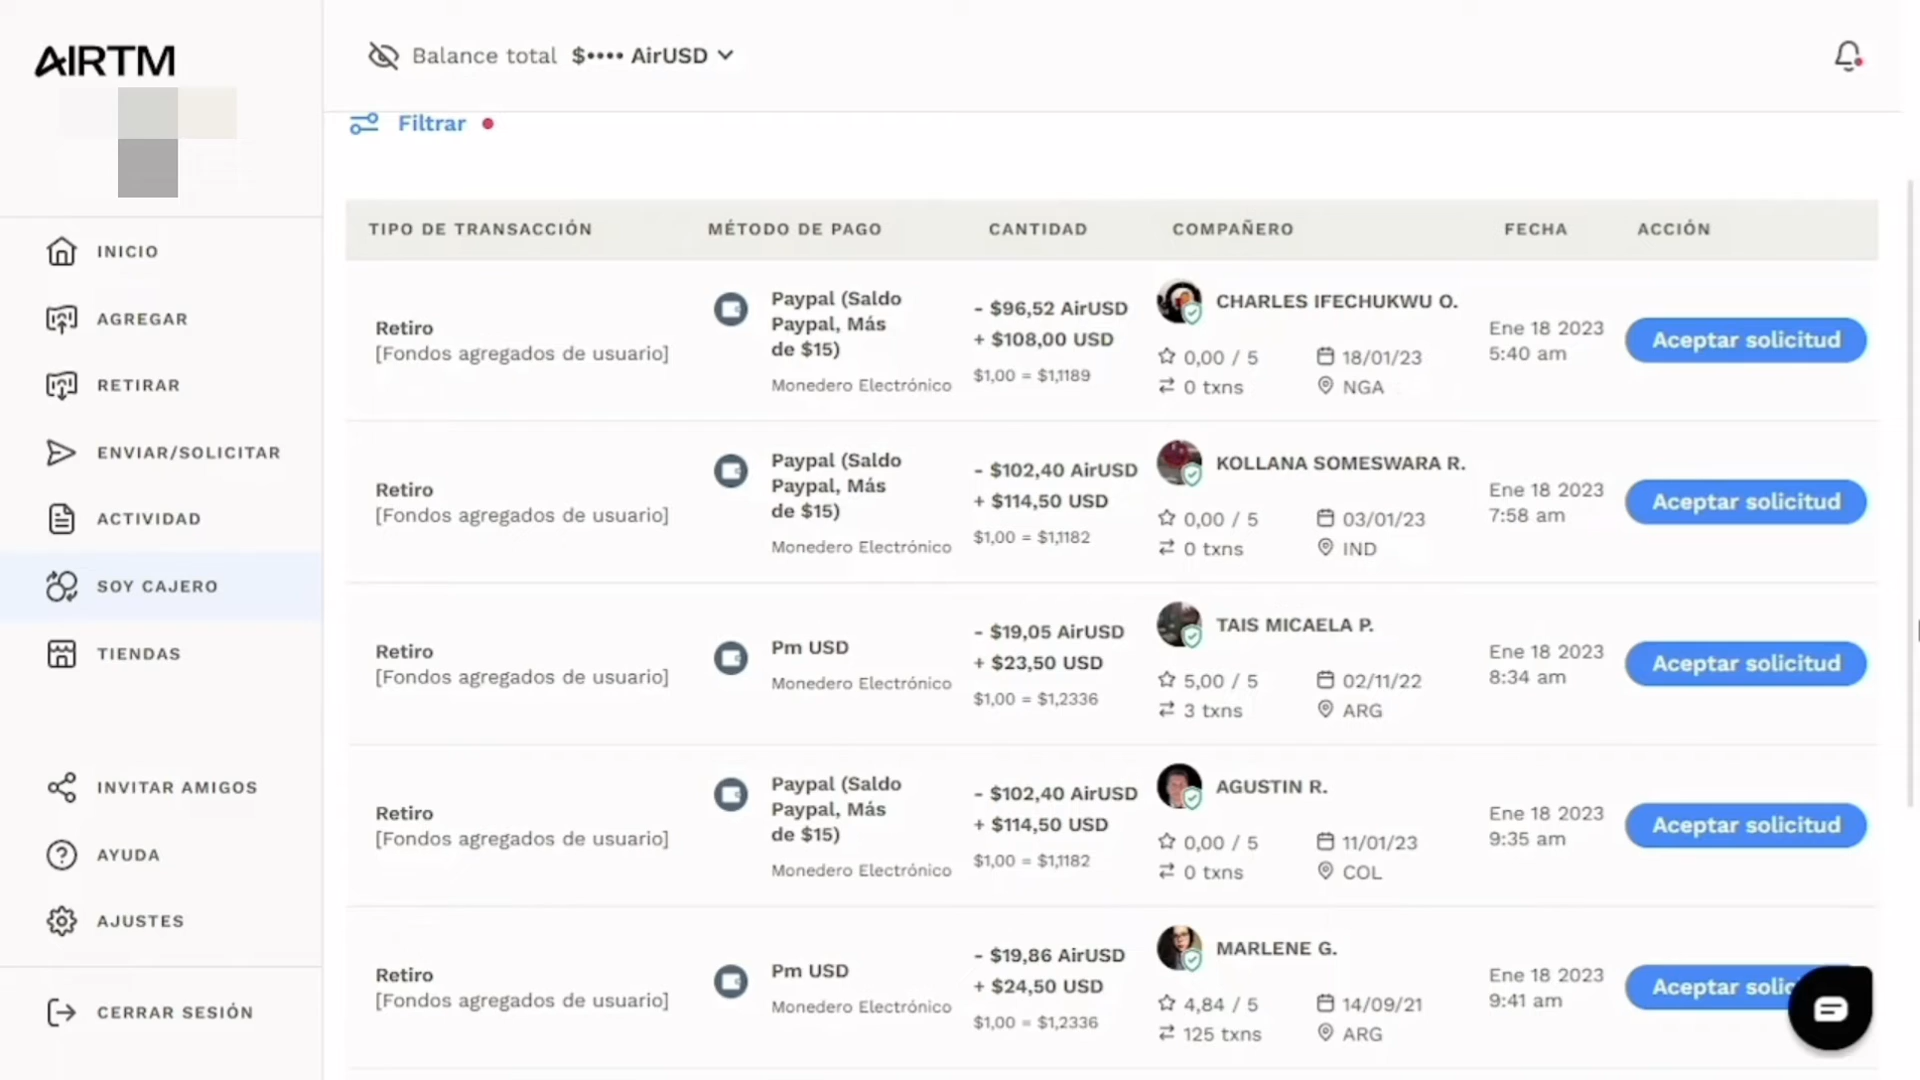 AIRTM
Balance total $•••• AirUSD
Filtrar
INICIO
AGREGAR
RETIRAR
ENVIAR/SOLICITAR
ACTIVIDAD
SOY CAJERO
TIENDAS
INVITAR AMIGOS
AYUDA
AJUSTES
CERRAR SESIÓN
TIPO DE TRANSACCIÓN MÉTODO DE PAGO CANTIDAD COMPAÑERO FECHA ACCIÓN
Retiro
[Fondos agregados de usuario]
Paypal (Saldo
Paypal, Más
de $15)
Monedero Electrónico
- $96,52 AirUSD
+ $108,00 USD
$1,00 = $1,1189
CHARLES IFECHUKWU O.
0,00 / 5 18/01/23
0 txns NGA
Ene 18 2023
5:40 am
Aceptar solicitud
Retiro
[Fondos agregados de usuario]
Paypal (Saldo
Paypal, Más
de $15)
Monedero Electrónico
- $102,40 AirUSD
+ $114,50 USD
$1,00 = $1,1182
KOLLANA SOMESWARA R.
0,00 / 5 03/01/23
0 txns IND
Ene 18 2023
7:58 am
Aceptar solicitud
Retiro
[Fondos agregados de usuario]
Pm USD
Monedero Electrónico
- $19,05 AirUSD
+ $23,50 USD
$1,00 = $1,2336
TAIS MICAELA P.
5,00 / 5 02/11/22
3 txns ARG
Ene 18 2023
8:34 am
Aceptar solicitud
Retiro
[Fondos agregados de usuario]
Paypal (Saldo
Paypal, Más
de $15)
Monedero Electrónico
- $102,40 AirUSD
+ $114,50 USD
$1,00 = $1,1182
AGUSTIN R.
0,00 / 5 11/01/23
0 txns COL
Ene 18 2023
9:35 am
Aceptar solicitud
Retiro
[Fondos agregados de usuario]
Pm USD
Monedero Electrónico
- $19,86 AirUSD
+ $24,50 USD
$1,00 = $1,2336
MARLENE G.
4,84 / 5 14/09/21
125 txns ARG
Ene 18 2023
9:41 am
Aceptar solic